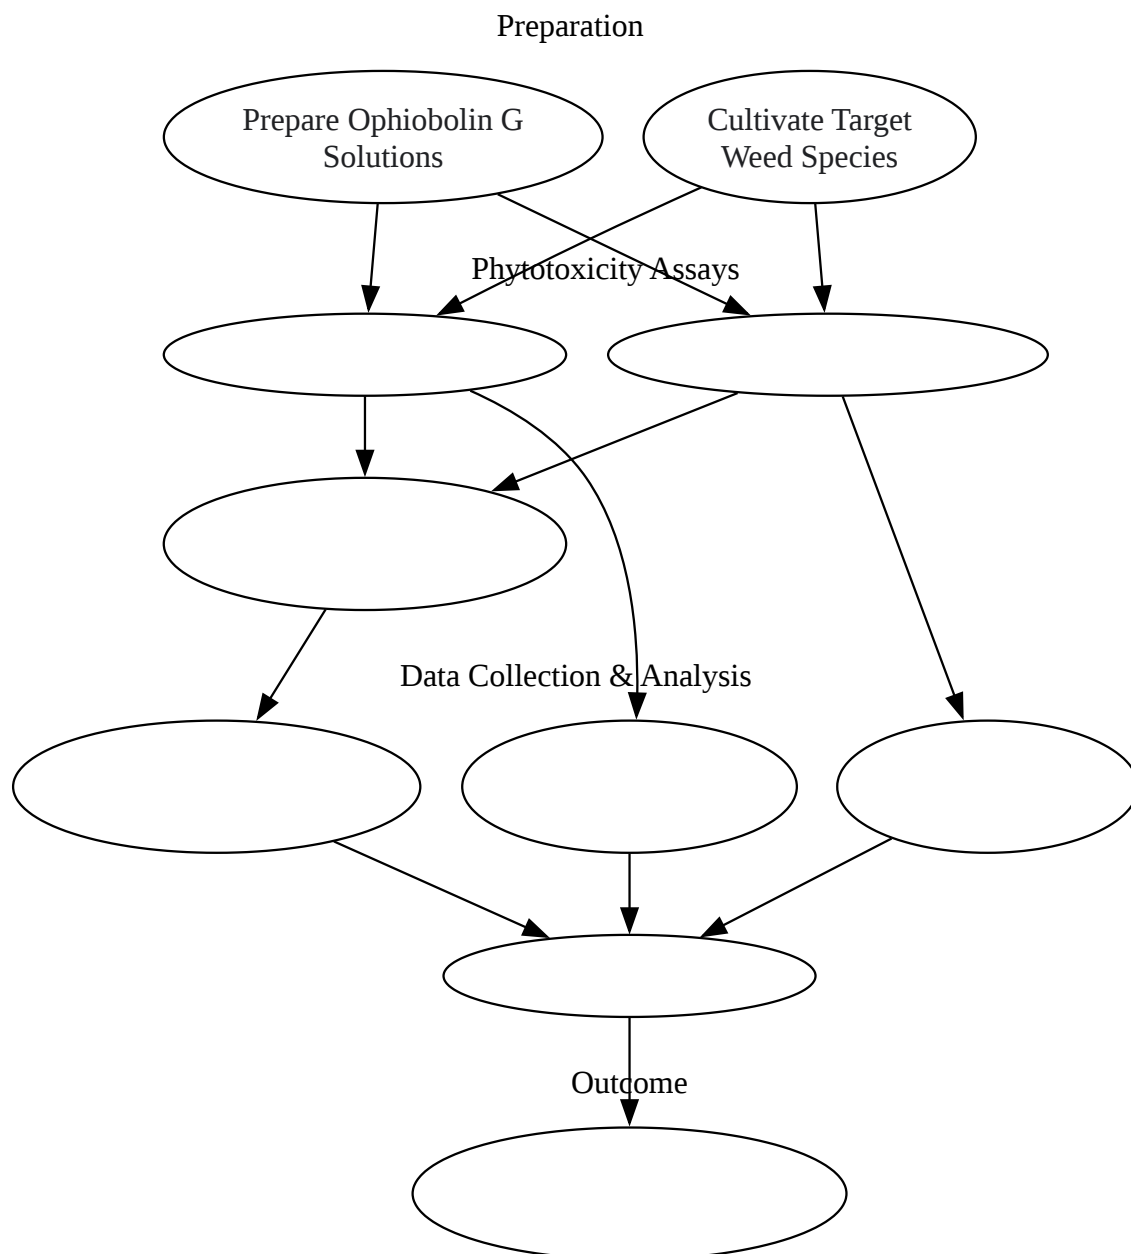 Preparation
Prepare Ophiobolin G
Solutions
Cultivate Target
Weed Species
Phytotoxicity Assays
Data Collection & Analysis
Outcome